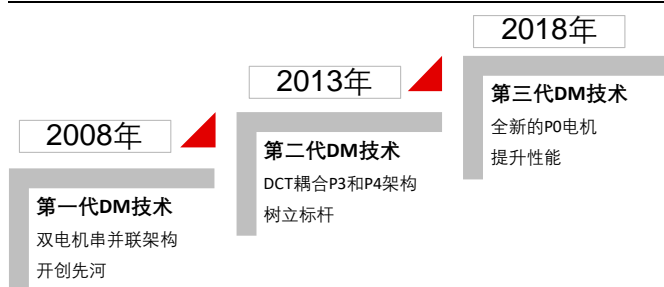 2008年
第一代DM技术
双电机串并联架构
开创先河
2013年
第二代DM技术
DCT耦合P3和P4架构
树立标杆
2018年
第三代DM技术
全新的P0电机
提升性能